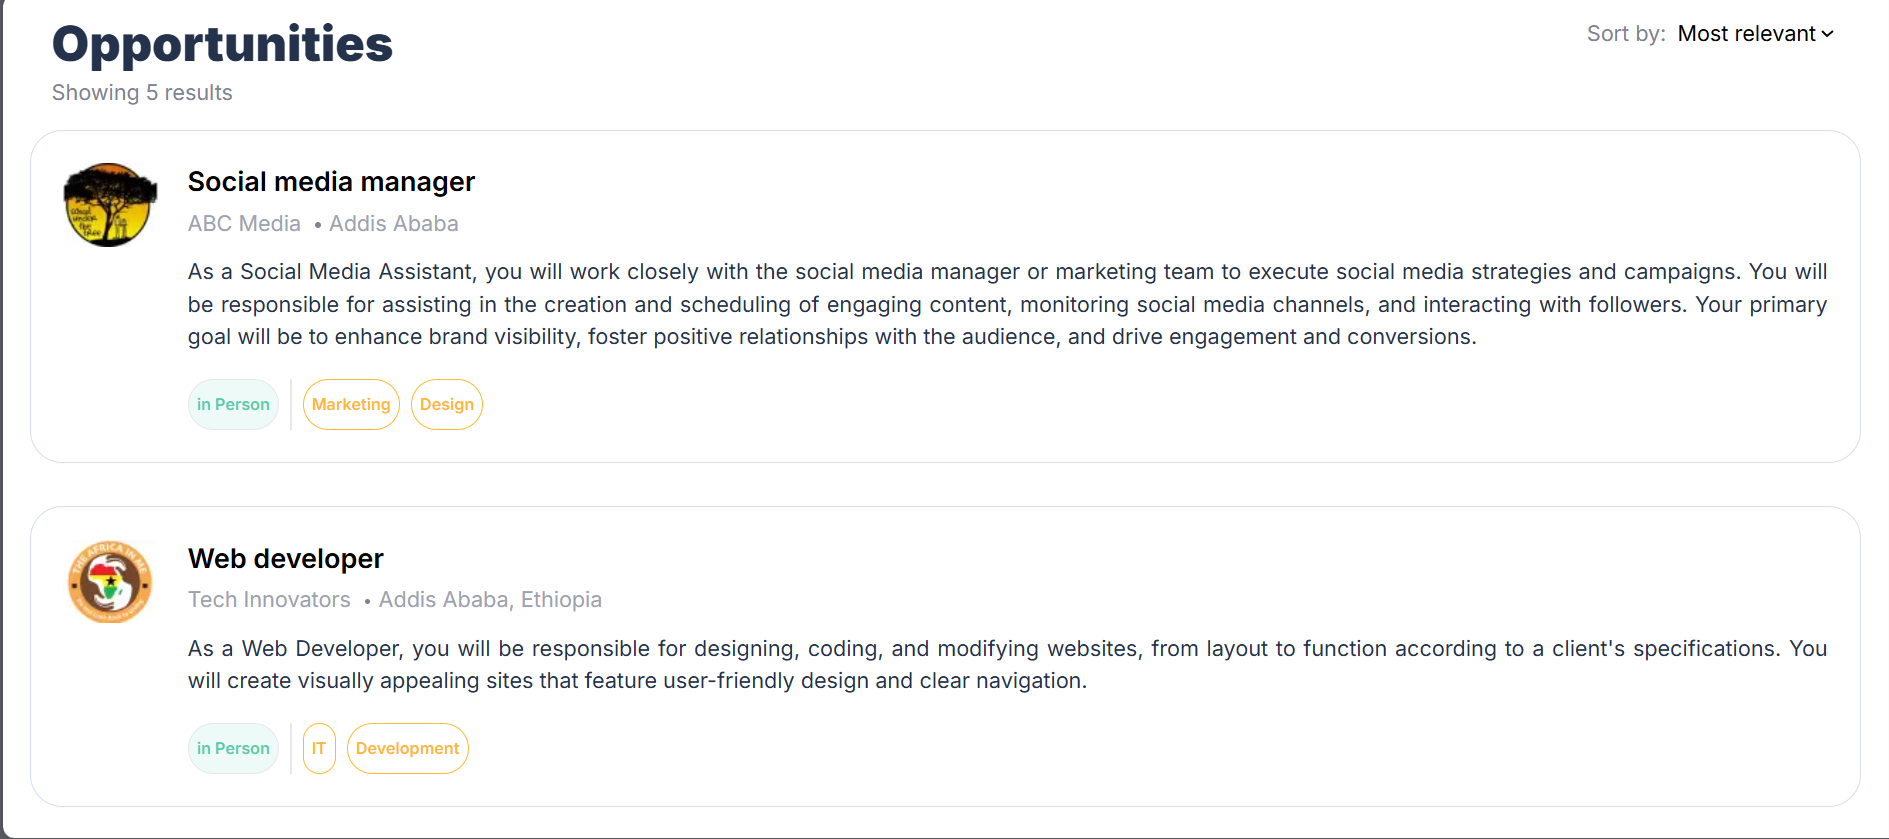 Opportunities
Sort by: Most relevant
Showing 5 results
Social media manager
ABC Media • Addis Ababa
As a Social Media Assistant, you will work closely with the social media manager or marketing team to execute social media strategies and campaigns. You will
be responsible for assisting in the creation and scheduling of engaging content, monitoring social media channels, and interacting with followers. Your primary
goal will be to enhance brand visibility, foster positive relationships with the audience, and drive engagement and conversions.
in Person
Marketing
Design
THE AFRICA IN ME
Web developer
Tech Innovators • Addis Ababa, Ethiopia
As a Web Developer, you will be responsible for designing, coding, and modifying websites, from layout to function according to a client's specifications. You
will create visually appealing sites that feature user-friendly design and clear navigation.
in Person
IT
Development